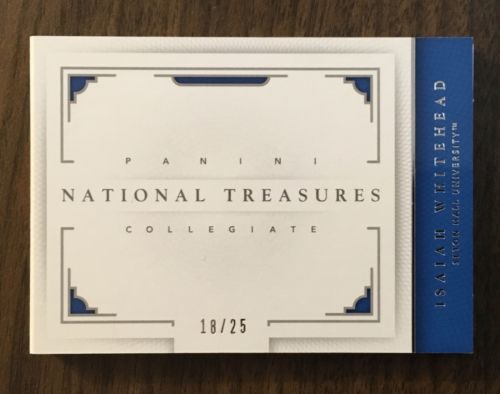 PANINI
NATIONAL TREASURES
COLLEGIATE
18/25
ISAIAH WHITEHEAD
SETON HALL UNIVERSITY™